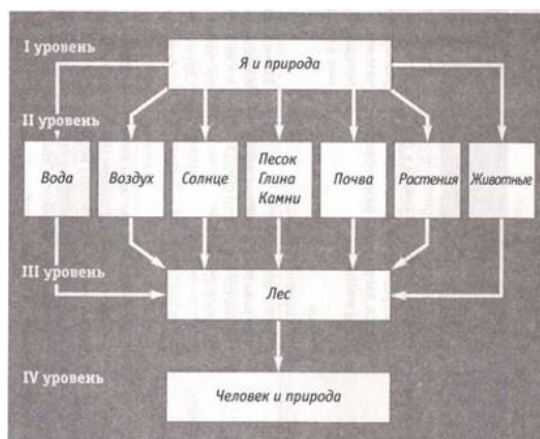 I уровень
Я и природа
II уровень
Вода
Воздух
Солнце
Песок
Глина
Камни
Почва
Растения
Животные
III уровень
Лес
IV уровень
Человек и природа